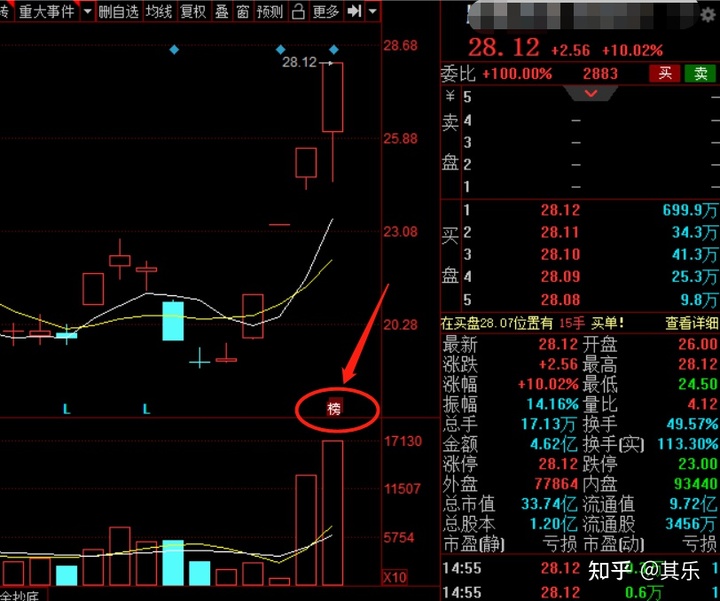 转 重大事件 删自选 均线 复权 叠 窗 预测 更多
28.12 +2.56 +10.02%
28.68
28.12
委比 +100.00% 2883 买 卖
¥ 5
卖 4 —
3 —
盘 2 —
1 —
25.88
23.08
20.28
1 28.12 699.9万
买 2 28.11 34.3万
3 28.10 41.3万
盘 4 28.09 25.3万
5 28.08 9.8万
在买盘28.07位置有 15手 买单! 查看详细
最新 28.12 开盘 26.00
涨跌 +2.56 最高 28.12
涨幅 +10.02% 最低 24.50
振幅 14.16% 量比 4.12
总手 17.13万 换手 49.57%
金额 4.62亿 换手(实) 113.30%
涨停 28.12 跌停 23.00
外盘 77864 内盘 93440
总市值 33.74亿 流通值 9.72亿
总股本 1.20亿 流通股 3456万
市盈(静) 亏损 市盈(动) 亏损
L L 榜
17130
11507
5754
X10
14:55 28.12
14:55 28.12 0.6万 1
金抄底
知乎 @其乐